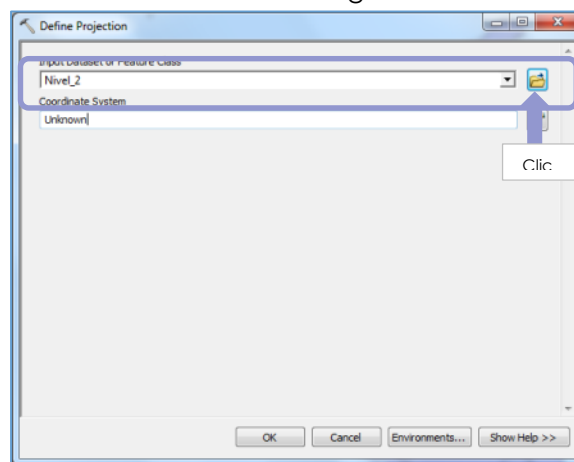 Define Projection
Input Dataset or Feature Class
Nivel_2
Coordinate System
Unknown
Clic
OK Cancel Environments... Show Help >>